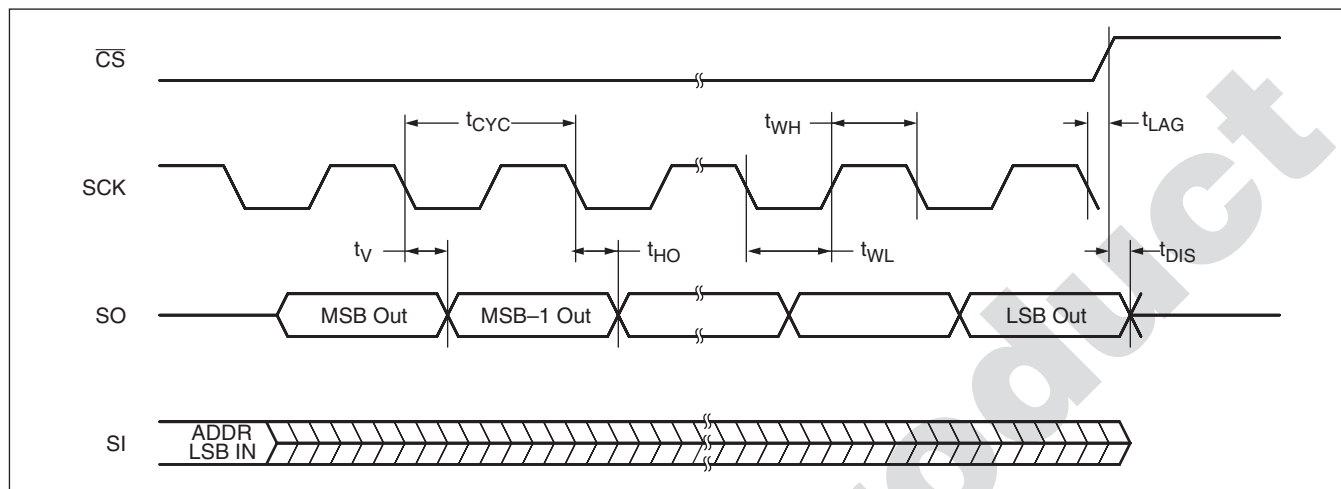 C̅S̅
tCYC
tWH
tLAG
SCK
tV
tHO
tWL
tDIS
SO
MSB Out
MSB–1 Out
LSB Out
SI
ADDR
LSB IN
oduct